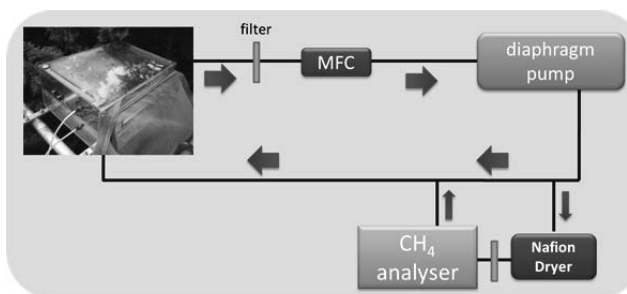 filter
MFC
diaphragm
pump
CH₄
analyser
Nafion
Dryer